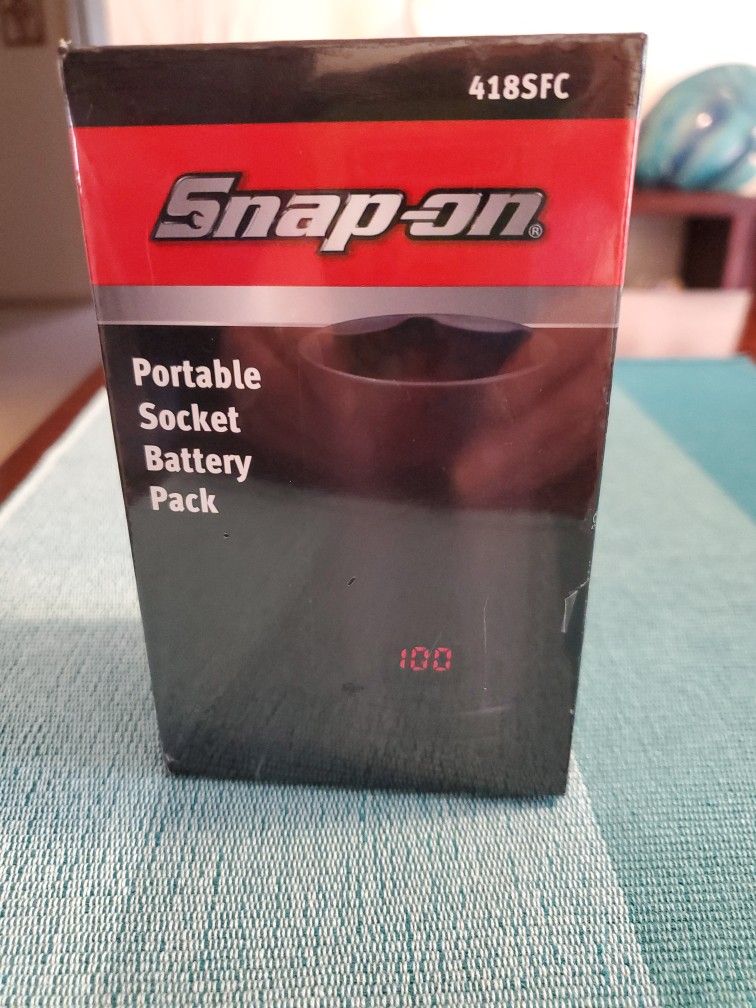 418SFC
Snap-on®
Portable
Socket
Battery
Pack
100